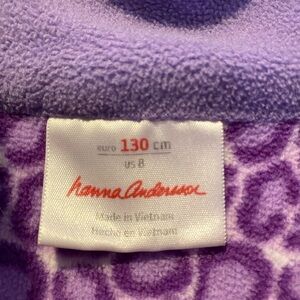 euro 130 cm
US 8
hanna andersson
Made in Vietnam
Hecho en Vietnam